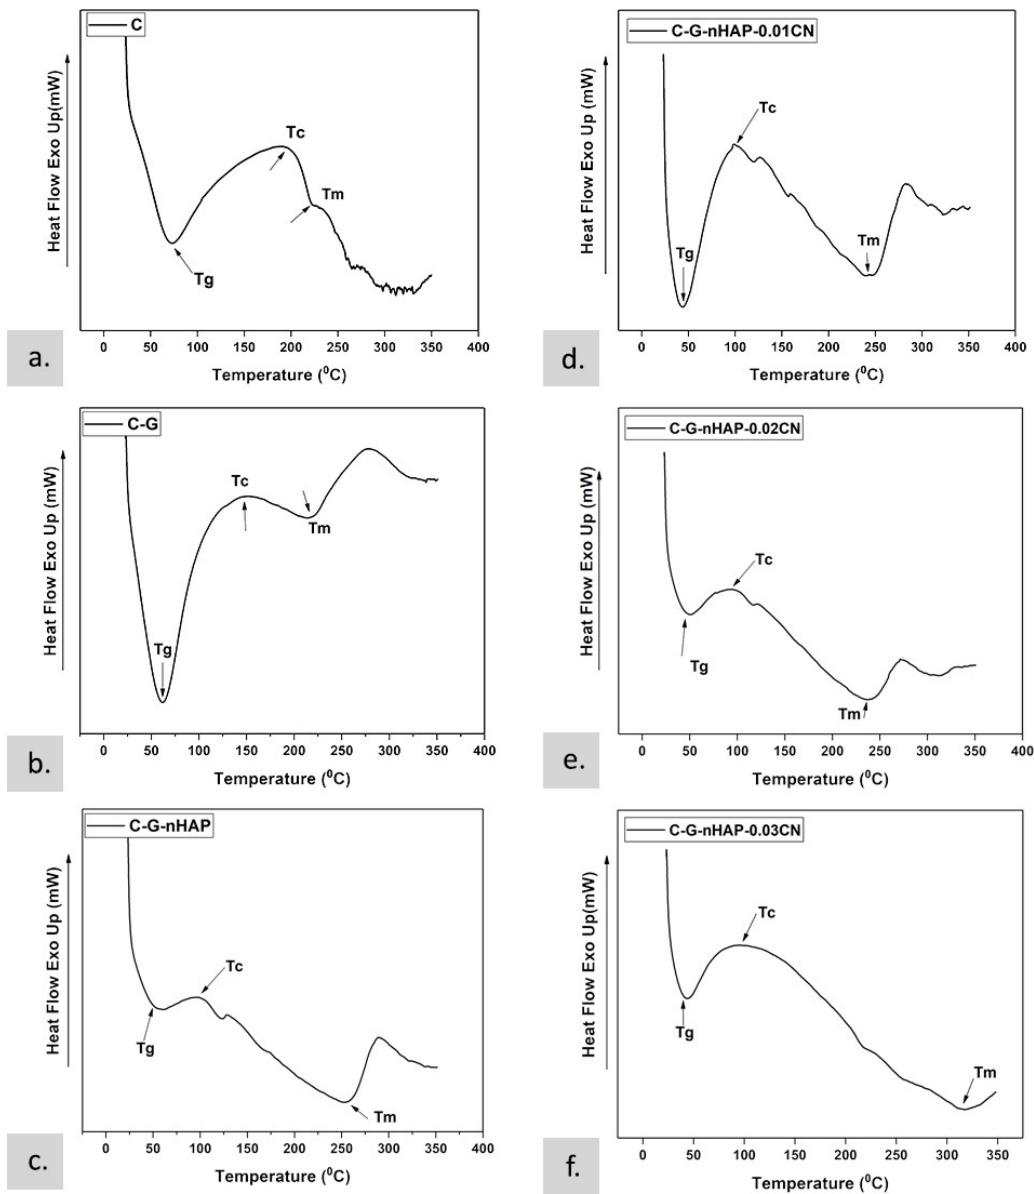 C
Heat Flow Exo Up(mW)
Tc
Tm
Tg
0 50 100 150 200 250 300 350 400
Temperature (⁰C)
a.
C-G
Heat Flow Exo Up (mW)
Tc
Tm
Tg
0 50 100 150 200 250 300 350 400
Temperature (⁰C)
b.
C-G-nHAP
Heat Flow Exo Up (mW)
Tc
Tg
Tm
0 50 100 150 200 250 300 350 400
Temperature (⁰C)
c.
C-G-nHAP-0.01CN
Heat Flow Exo Up (mW)
Tc
Tg
Tm
0 50 100 150 200 250 300 350 400
Temperature (⁰C)
d.
C-G-nHAP-0.02CN
Heat Flow Exo Up (mW)
Tc
Tg
Tm
0 50 100 150 200 250 300 350 400
Temperature (⁰C)
e.
C-G-nHAP-0.03CN
Heat Flow Exo Up(mW)
Tc
Tg
Tm
0 50 100 150 200 250 300 350
Temperature (⁰C)
f.